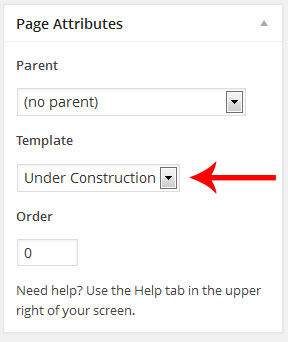 Page Attributes
Parent
(no parent)
Template
Under Construction
Order
0
Need help? Use the Help tab in the upper
right of your screen.